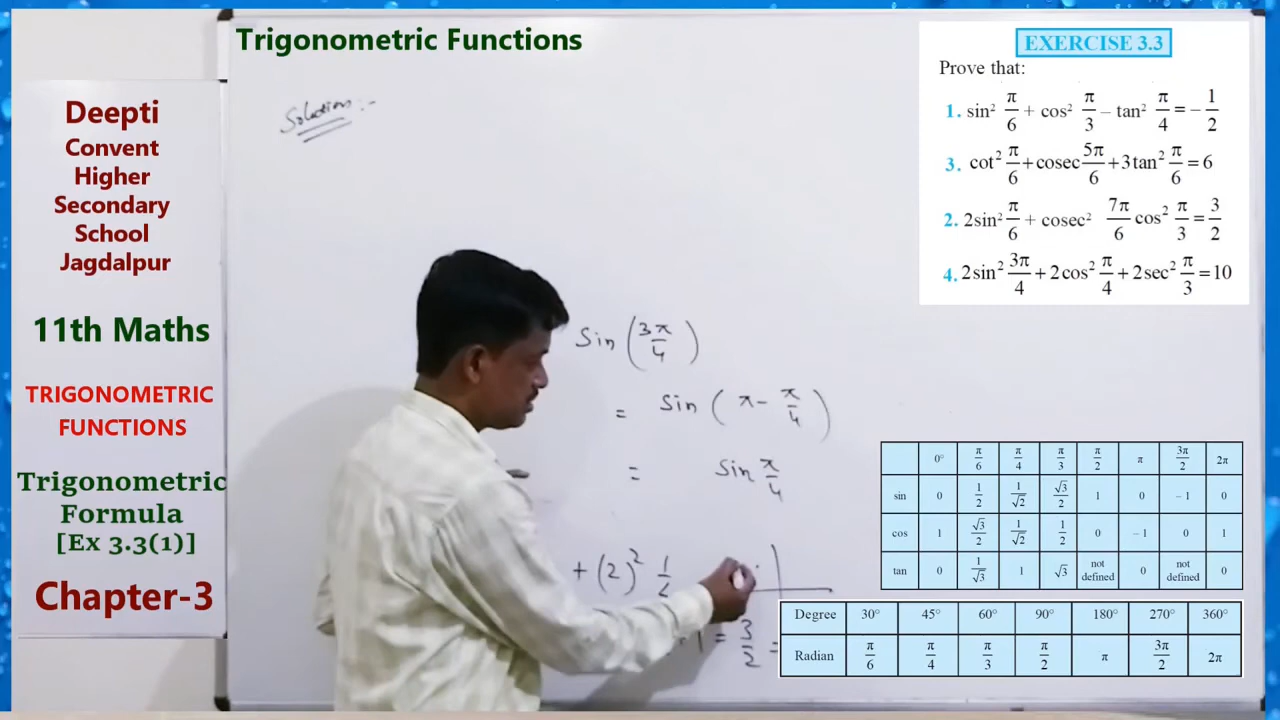 Trigonometric Functions
Solution :-
Deepti
Convent
Higher
Secondary
School
Jagdalpur
11th Maths
TRIGONOMETRIC
FUNCTIONS
Trigonometric
Formula
[Ex 3.3(1)]
Chapter-3
EXERCISE 3.3
Prove that:
1. sin² π/6 + cos² π/3 – tan² π/4 = – 1/2
3. cot² π/6 + cosec 5π/6 + 3 tan² π/6 = 6
2. 2sin² π/6 + cosec² 7π/6 cos² π/3 = 3/2
4. 2sin² 3π/4 + 2cos² π/4 + 2sec² π/3 = 10
Sin (3π/4)
= Sin (π - π/4)
= Sin π/4
+ (2)² 1/4
1 = 3/2 =
0° π/6 π/4 π/3 π/2 π 3π/2 2π
sin 0 1/2 1/√2 √3/2 1 0 – 1 0
cos 1 √3/2 1/√2 1/2 0 – 1 0 1
tan 0 1/√3 1 √3 not defined 0 not defined 0
Degree 30° 45° 60° 90° 180° 270° 360°
Radian π/6 π/4 π/3 π/2 π 3π/2 2π